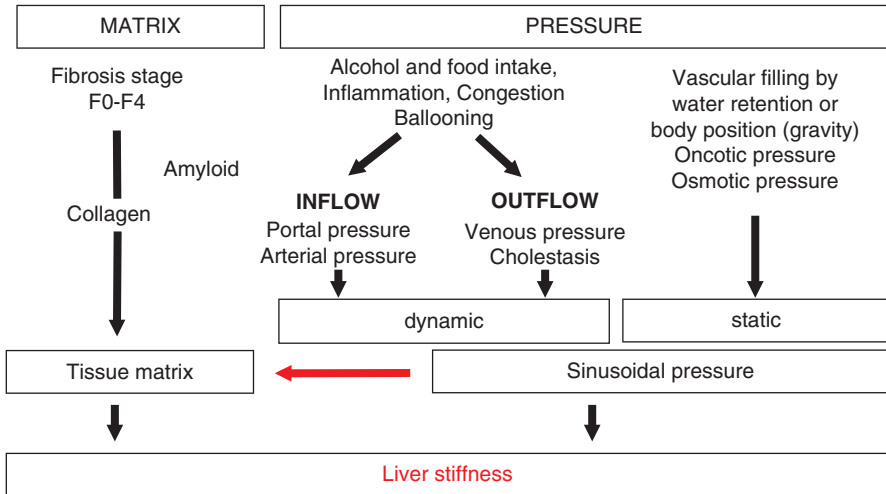 MATRIX
PRESSURE
Fibrosis stage
F0-F4
Amyloid
Collagen
Alcohol and food intake,
Inflammation, Congestion
Ballooning
INFLOW
Portal pressure
Arterial pressure
OUTFLOW
Venous pressure
Cholestasis
Vascular filling by
water retention or
body position (gravity)
Oncotic pressure
Osmotic pressure
dynamic
static
Tissue matrix
Sinusoidal pressure
Liver stiffness